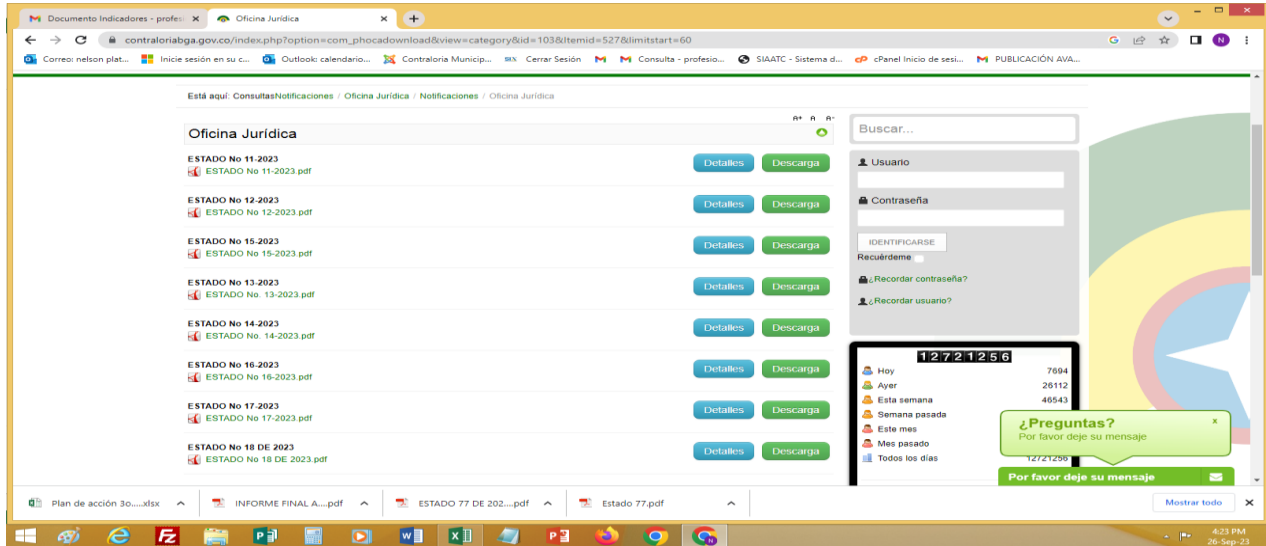 Documento Indicadores - profes
Oficina Jurídica
contraloriabga.gov.co/index.php?option=com_phocadownload&view=category&id=103&Itemid=527&limitstart=60
Correo: nelson plat...
Inicie sesión en su c...
Outlook: calendario...
Contraloria Municip...
Cerrar Sesión
Consulta - profesio...
SIAATC - Sistema d...
cPanel Inicio de sesi...
PUBLICACIÓN AVA...
Está aquí: ConsultasNotificaciones / Oficina Jurídica / Notificaciones / Oficina Jurídica
A+ A A-
Oficina Jurídica
ESTADO No 11-2023
ESTADO No 11-2023.pdf
Detalles Descarga
ESTADO No 12-2023
ESTADO No 12-2023.pdf
Detalles Descarga
ESTADO No 15-2023
ESTADO No 15-2023.pdf
Detalles Descarga
ESTADO No 13-2023
ESTADO No. 13-2023.pdf
Detalles Descarga
ESTADO No 14-2023
ESTADO No. 14-2023.pdf
Detalles Descarga
ESTADO No 16-2023
ESTADO No 16-2023.pdf
Detalles Descarga
ESTADO No 17-2023
ESTADO No 17-2023.pdf
Detalles Descarga
ESTADO No 18 DE 2023
ESTADO No 18 DE 2023.pdf
Detalles Descarga
Buscar...
Usuario
Contraseña
IDENTIFICARSE
Recuérdeme
¿Recordar contraseña?
¿Recordar usuario?
12721256
Hoy 7694
Ayer 26112
Esta semana 46543
Semana pasada
Este mes
Mes pasado
Todos los días 12721256
¿Preguntas? x
Por favor deje su mensaje
Por favor deje su mensaje
Plan de acción 3o.....xlsx
INFORME FINAL A....pdf
ESTADO 77 DE 202....pdf
Estado 77.pdf
Mostrar todo
4:23 PM
26-Sep-23